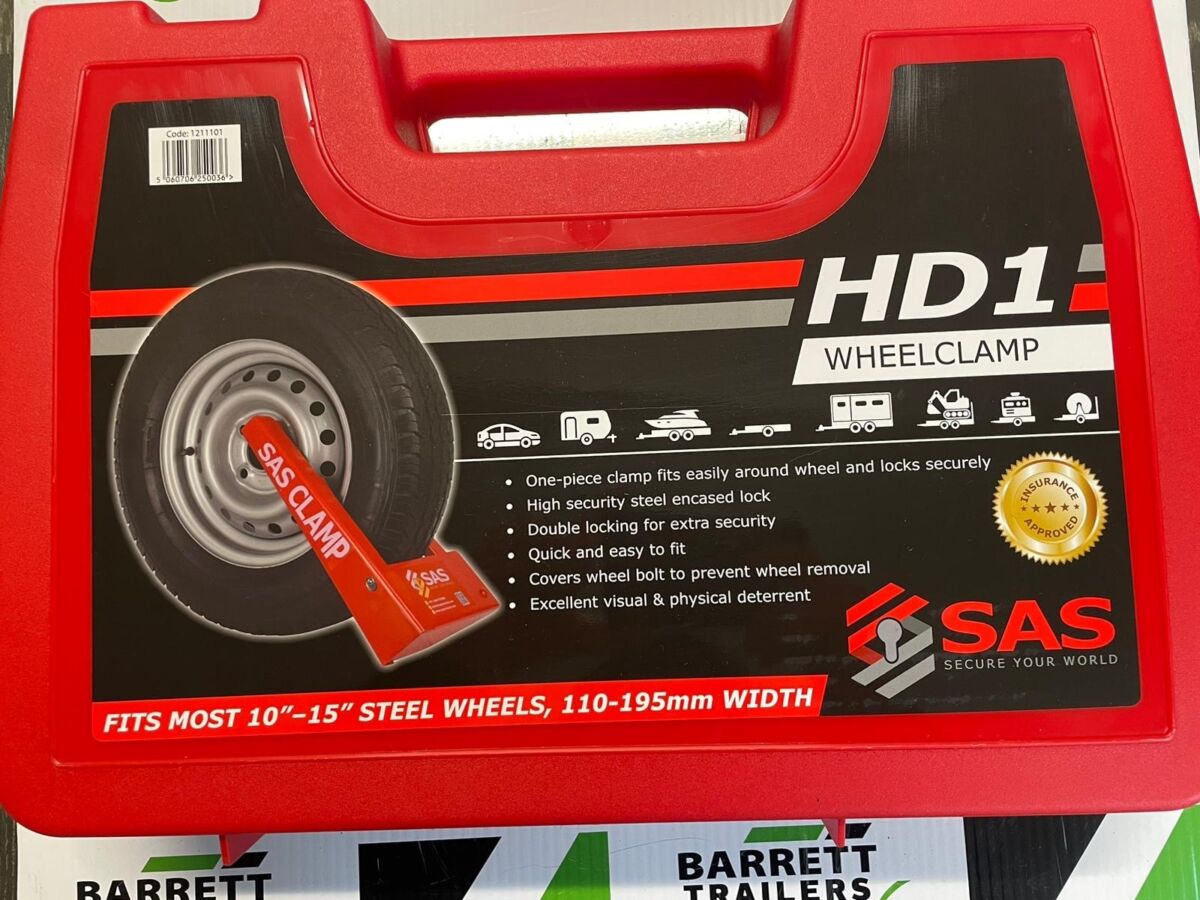 Code: 1211101
5 060706 250036 >
HD1
WHEELCLAMP
SAS CLAMP
SAS
• One-piece clamp fits easily around wheel and locks securely
• High security steel encased lock
• Double locking for extra security
• Quick and easy to fit
• Covers wheel bolt to prevent wheel removal
• Excellent visual & physical deterrent
INSURANCE
APPROVED
SAS
SECURE YOUR WORLD
FITS MOST 10”–15” STEEL WHEELS, 110-195mm WIDTH
BARRETT
BARRETT
TRAILERS